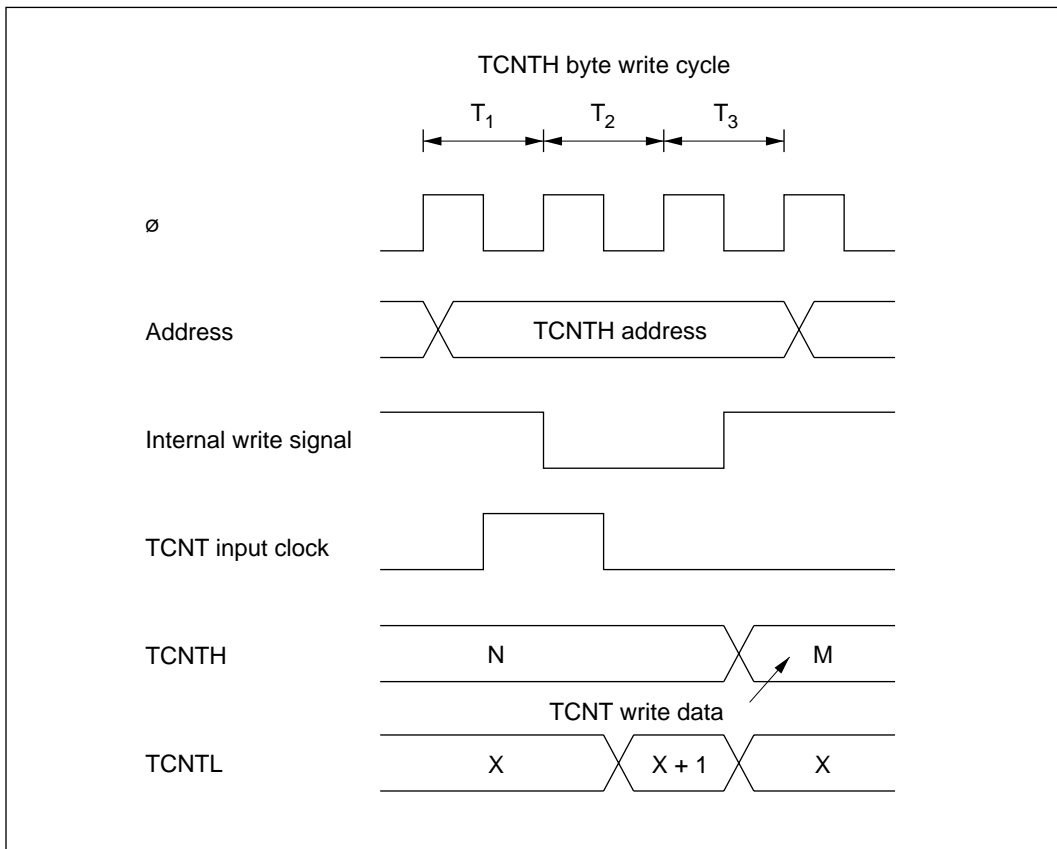 TCNTH byte write cycle
T1 T2 T3
ø
Address TCNTH address
Internal write signal
TCNT input clock
TCNTH N M
TCNT write data
TCNTL X X + 1 X